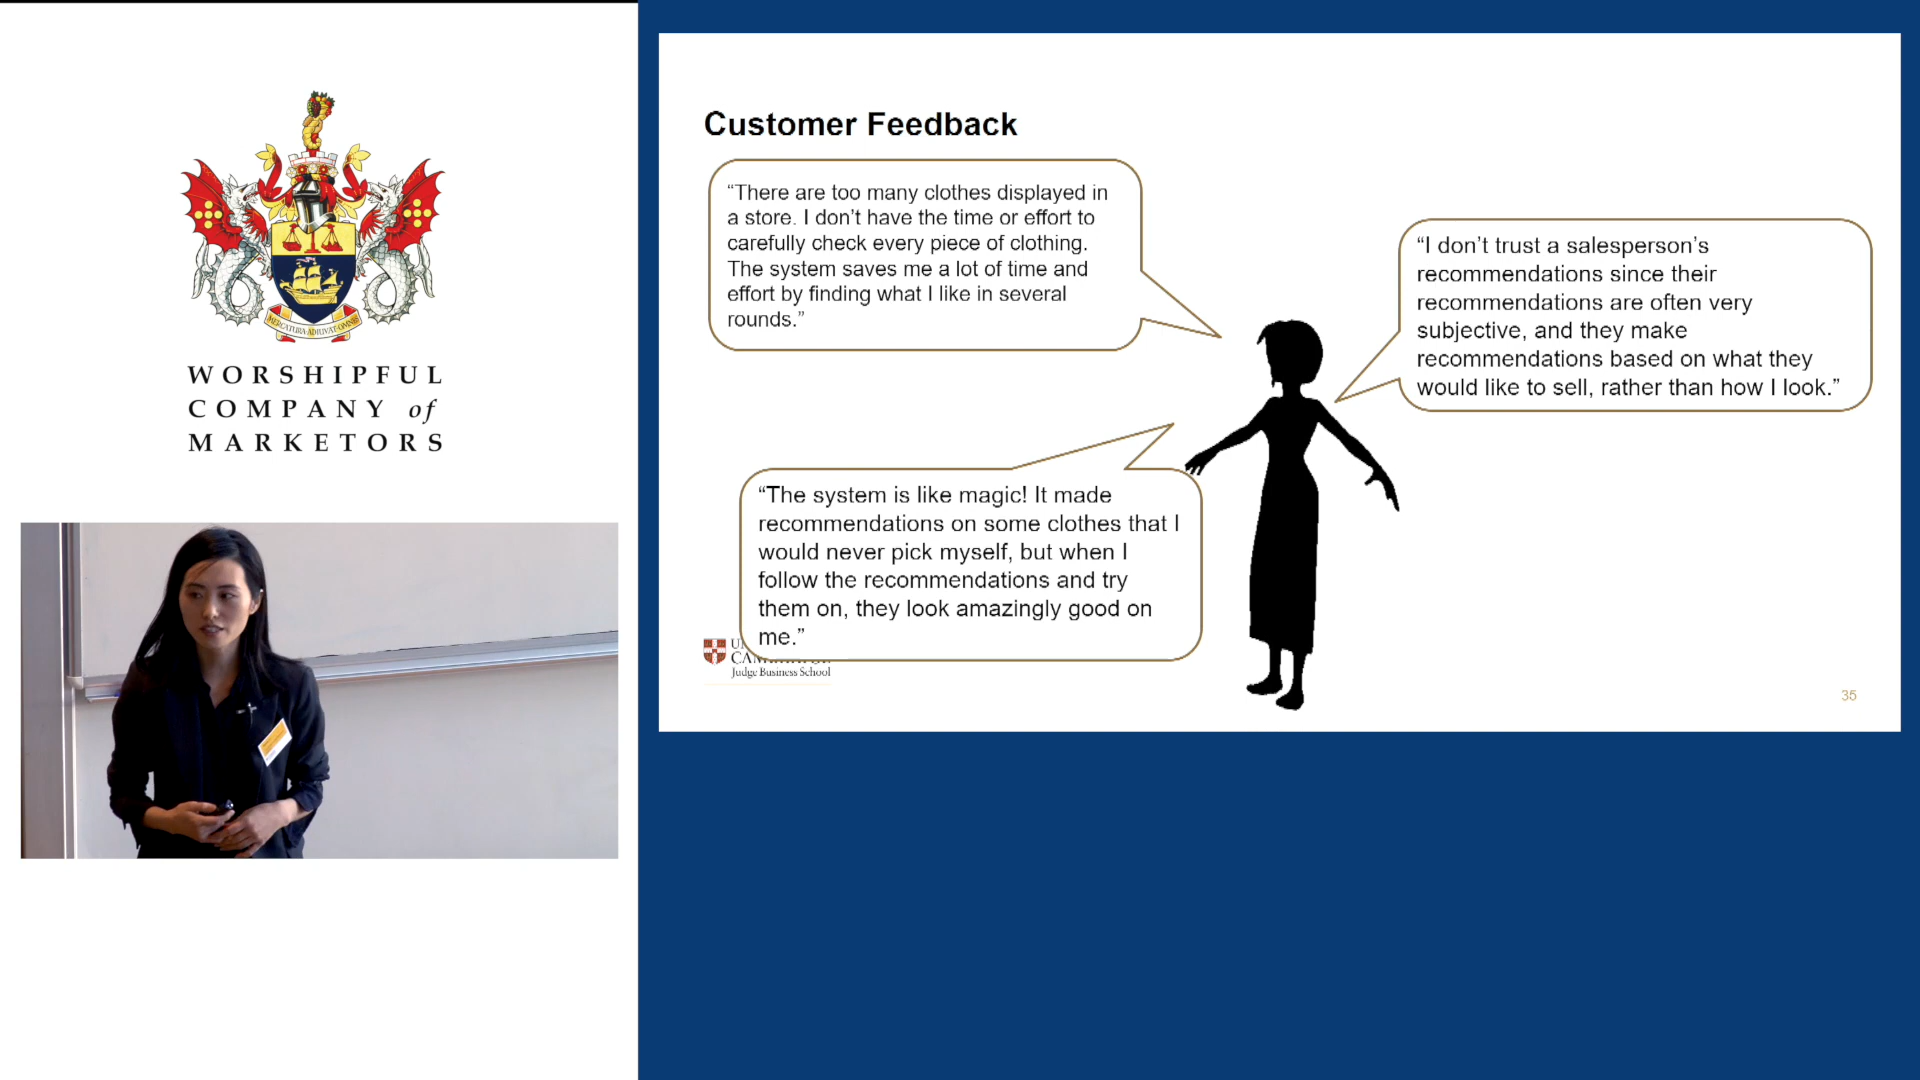 MERCATURA·ADIUVAT·OMNES
WORSHIPFUL
COMPANY of
MARKETORS
Customer Feedback
“There are too many clothes displayed in
a store. I don’t have the time or effort to
carefully check every piece of clothing.
The system saves me a lot of time and
effort by finding what I like in several
rounds.”
“I don’t trust a salesperson’s
recommendations since their
recommendations are often very
subjective, and they make
recommendations based on what they
would like to sell, rather than how I look.”
“The system is like magic! It made
recommendations on some clothes that I
would never pick myself, but when I
follow the recommendations and try
them on, they look amazingly good on
me.”
Judge Business School
35